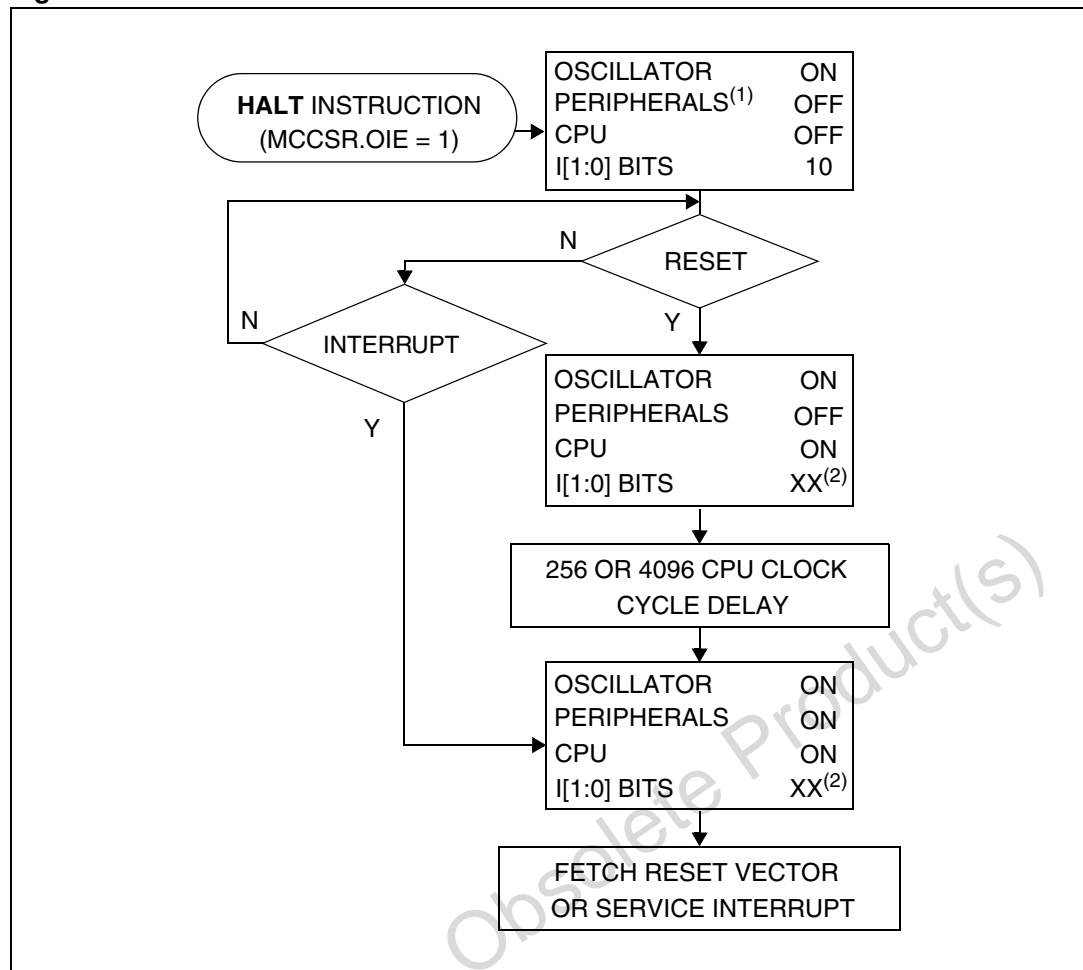 HALT INSTRUCTION
(MCCSR.OIE = 1)
OSCILLATOR ON
PERIPHERALS(1) OFF
CPU OFF
I[1:0] BITS 10
N
RESET
Y
N
INTERRUPT
Y
OSCILLATOR ON
PERIPHERALS OFF
CPU ON
I[1:0] BITS XX(2)
256 OR 4096 CPU CLOCK
CYCLE DELAY
OSCILLATOR ON
PERIPHERALS ON
CPU ON
I[1:0] BITS XX(2)
FETCH RESET VECTOR
OR SERVICE INTERRUPT
Obsolete Product(s)